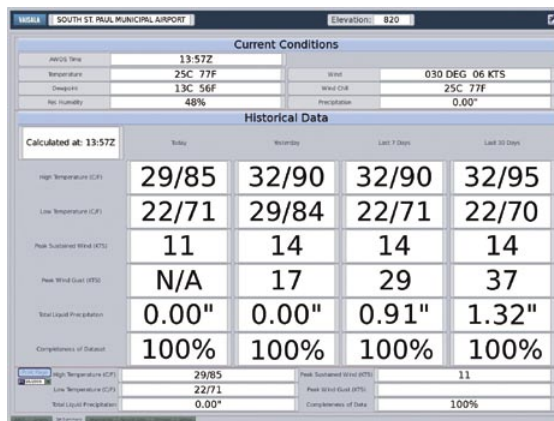 VAISALA SOUTH ST. PAUL MUNICIPAL AIRPORT Elevation: 820
Current Conditions
AWOS Time 13:57Z
Temperature 25C 77F Wind 030 DEG 06 KTS
Dewpoint 13C 56F Wind Chill 25C 77F
Rel. Humidity 48% Precipitation 0.00"
Historical Data
Calculated at: 13:57Z Today Yesterday Last 7 Days Last 30 Days
High Temperature (C/F) 29/85 32/90 32/90 32/95
Low Temperature (C/F) 22/71 29/84 22/71 22/70
Peak Sustained Wind (KTS) 11 14 14 14
Peak Wind Gust (KTS) N/A 17 29 37
Total Liquid Precipitation 0.00" 0.00" 0.91" 1.32"
Completeness of Dataset 100% 100% 100% 100%
High Temperature (C/F) 29/85 Peak Sustained Wind (KTS) 11
Low Temperature (C/F) 22/71 Peak Wind Gust (KTS)
Total Liquid Precipitation 0.00" Completeness of Data 100%